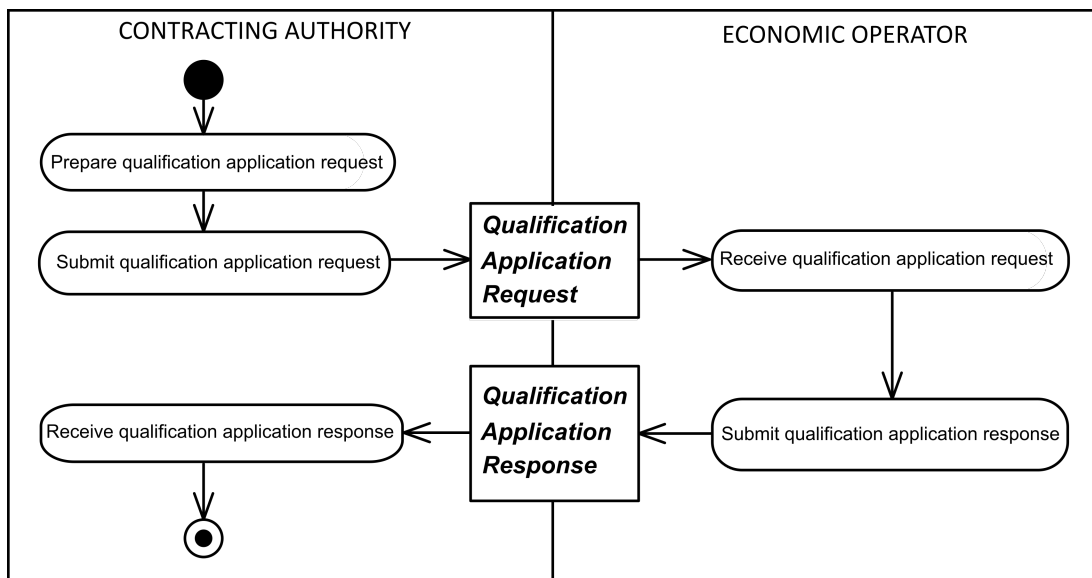 CONTRACTING AUTHORITY
ECONOMIC OPERATOR
Prepare qualification application request
Submit qualification application request
Qualification
Application
Request
Receive qualification application request
Receive qualification application response
Qualification
Application
Response
Submit qualification application response